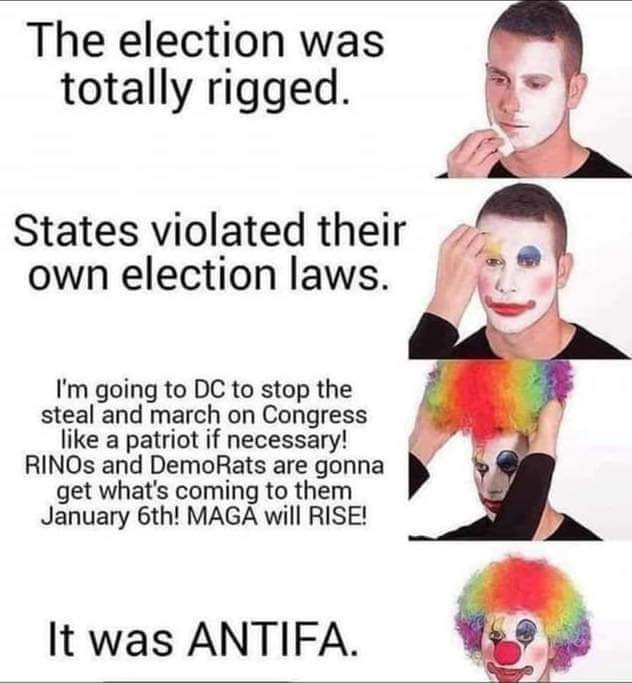 The election was
totally rigged.
States violated their
own election laws.
I'm going to DC to stop the
steal and march on Congress
like a patriot if necessary!
RINOs and DemoRats are gonna
get what's coming to them
January 6th! MAGA will RISE!
It was ANTIFA.